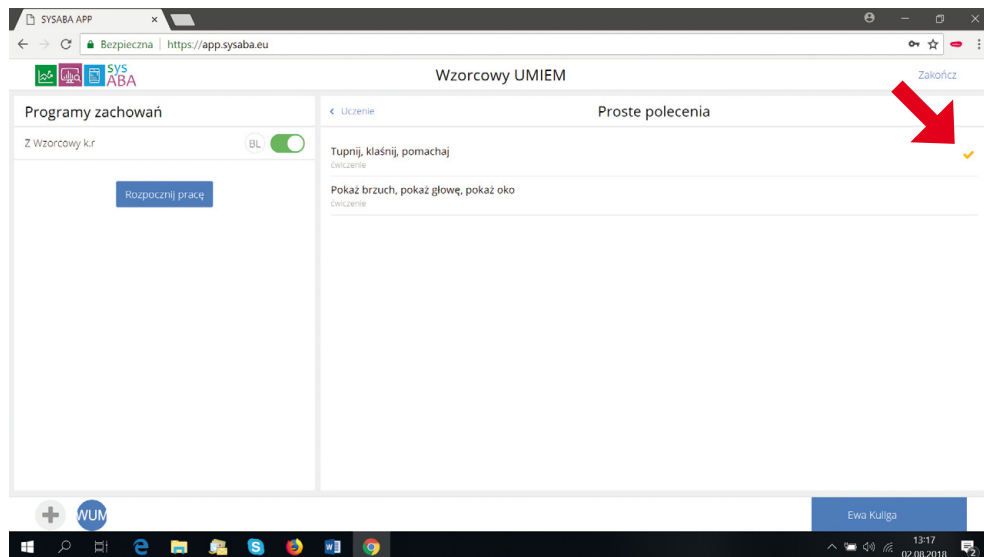 SYSABA APP
Bezpieczna https://app.sysaba.eu
sys
ABA
Wzorcowy UMIEM
Zakończ
Programy zachowań
Z Wzorcowy k.r
BL
Rozpocznij pracę
Uczenie
Proste polecenia
Tupnij, klaśnij, pomachaj
ćwiczenie
Pokaż brzuch, pokaż głowę, pokaż oko
ćwiczenie
WUM
Ewa Kuliga
13:17
02.08.2018
2